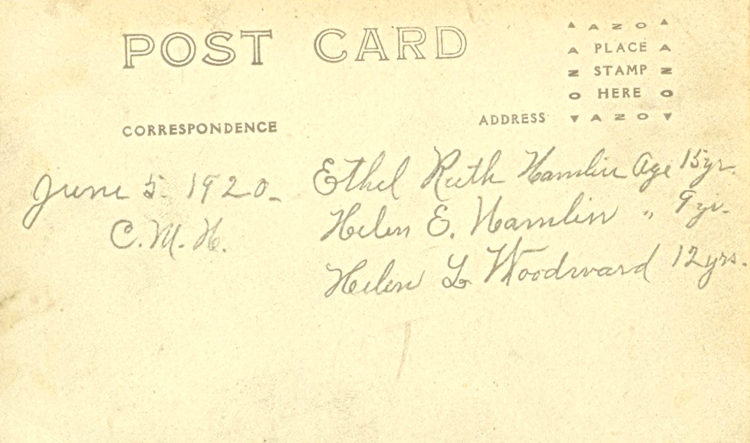 POST CARD
▲ AZO ▲
A PLACE A
Z STAMP Z
O HERE O
▼ AZO ▼
CORRESPONDENCE
ADDRESS
June 5. 1920.
C. M. H.
Ethel Ruth Hamlin Age 15yr.
Helen E. Hamlin " 9yr.
Helen L Woodward 12yrs.